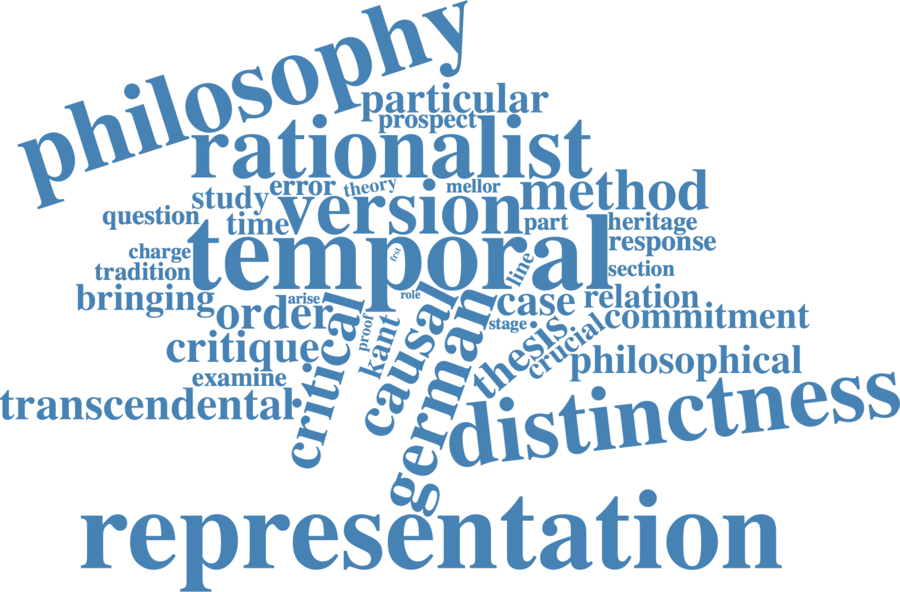 philosophy
particular
prospect
rationalist
error
theory
mellor
method
study
version
question
time
part
heritage
temporal
response
charge
line
tradition
section
bringing
arise
role
case
relation
order
critical
proof
kant
causal
german
stage
thesis
crucial
commitment
critique
philosophical
examine
transcendental
distinctness
representation